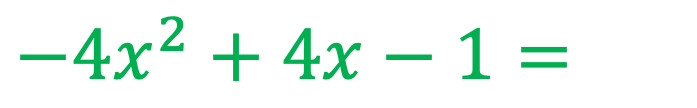 −4x² + 4x − 1 =